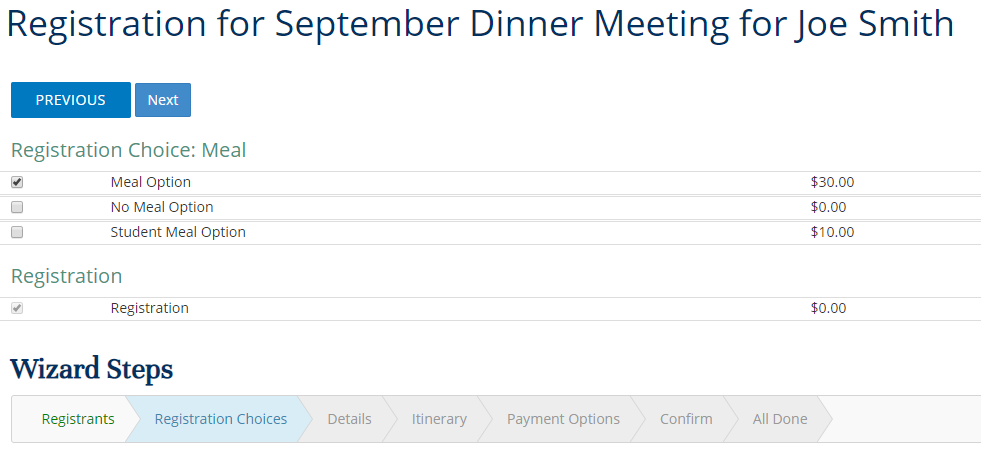 Registration for September Dinner Meeting for Joe Smith
PREVIOUS Next
Registration Choice: Meal
Meal Option $30.00
No Meal Option $0.00
Student Meal Option $10.00
Registration
Registration $0.00
Wizard Steps
Registrants Registration Choices Details Itinerary Payment Options Confirm All Done